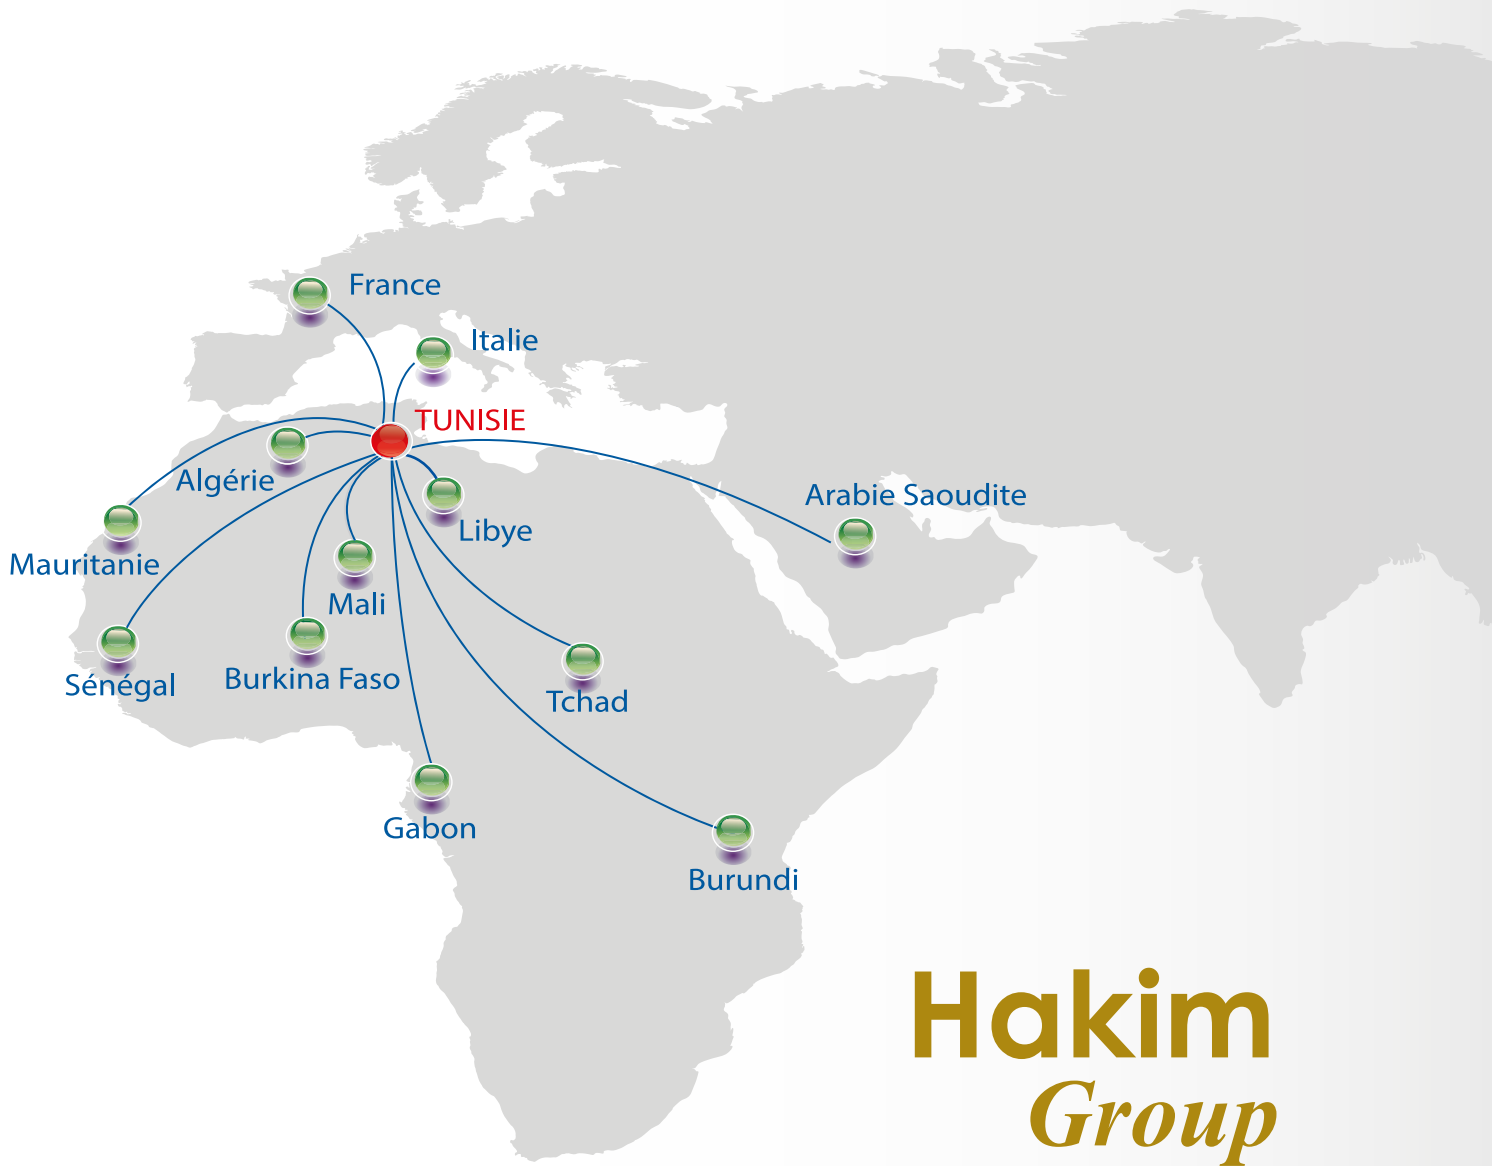 France
Italie
TUNISIE
Algérie
Arabie Saoudite
Libye
Mauritanie
Mali
Sénégal
Burkina Faso
Tchad
Gabon
Burundi
Hakim
Group